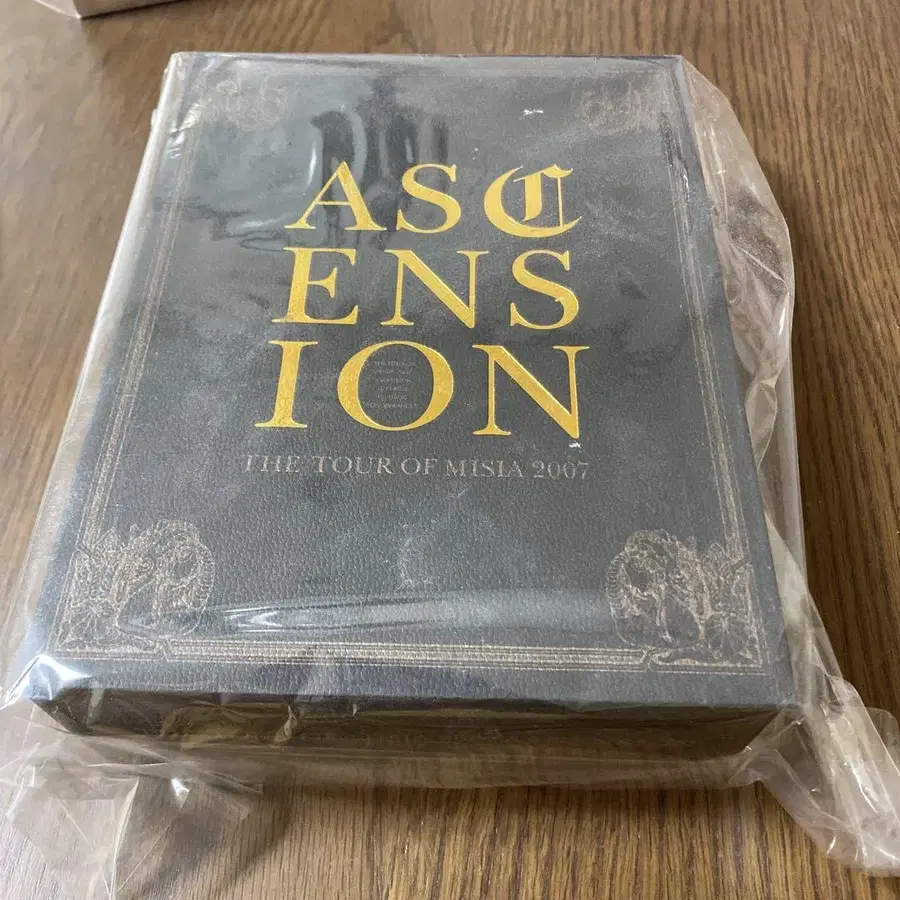 ASC
ENS
ION
THE TOUR OF MISIA 2007